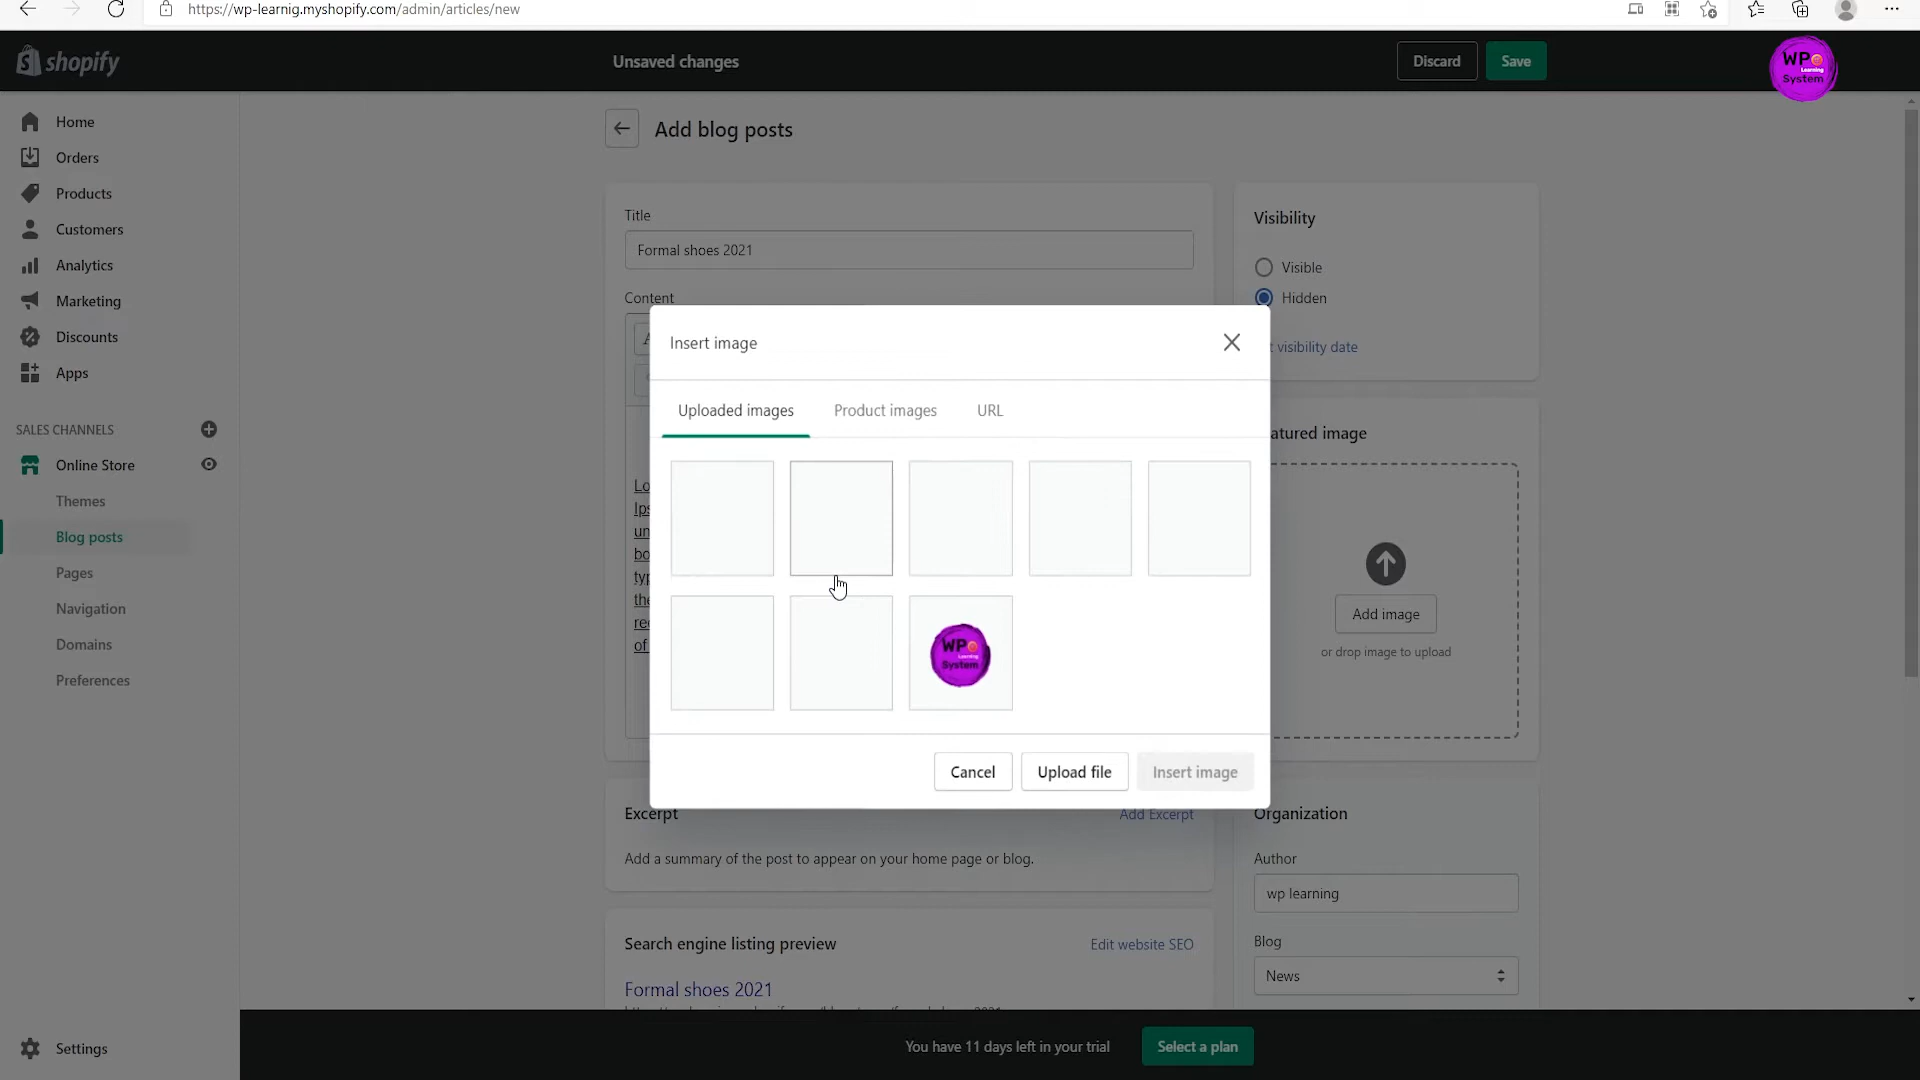 https://wp-learnig.myshopify.com/admin/articles/new
shopify
Unsaved changes
Discard
Save
WP
Learning
System
Home
Orders
Products
Customers
Analytics
Marketing
Discounts
Apps
SALES CHANNELS
Online Store
Themes
Blog posts
Pages
Navigation
Domains
Preferences
Settings
Add blog posts
Title
Formal shoes 2021
Content
Visibility
Visible
Hidden
visibility date
Insert image
Uploaded images
Product images
URL
WP
Learning
System
Cancel
Upload file
Insert image
atured image
Add image
or drop image to upload
Excerpt
Add Excerpt
Add a summary of the post to appear on your home page or blog.
Search engine listing preview
Edit website SEO
Formal shoes 2021
Organization
Author
wp learning
Blog
News
You have 11 days left in your trial
Select a plan